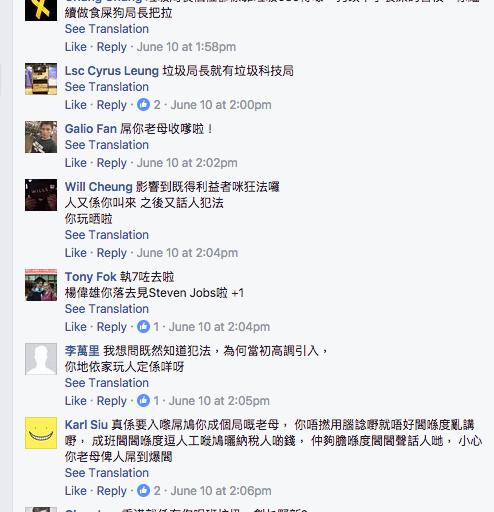 續做食屎狗局長把拉
See Translation
Like · Reply · June 10 at 1:58pm
Lsc Cyrus Leung 垃圾局長就有垃圾科技局
See Translation
Like · Reply · 2 · June 10 at 2:00pm
Galio Fan 屌你老母收嗲啦！
See Translation
Like · Reply · June 10 at 2:02pm
Will Cheung 影響到既得利益者咪狂法囉
人又係你叫來 之後又話人犯法
你玩晒啦
See Translation
Like · Reply · June 10 at 2:04pm
Tony Fok 執7咗去啦
楊偉雄你落去見Steven Jobs啦 +1
See Translation
Like · Reply · 1 · June 10 at 2:04pm
李萬里 我想問既然知道犯法，為何當初高調引入，
你地依家玩人定係咩呀
See Translation
Like · Reply · 1 · June 10 at 2:05pm
Karl Siu 真係要入嚟屌鳩你成個局嘅老母， 你唔撚用腦諗嘢就唔好閪喺度亂講
嘢， 成班閪閪喺度逗人工嘥鳩曬納稅人啲錢， 仲夠膽喺度閪閪聲話人哋， 小心
你老母俾人屌到爆閪
See Translation
Like · Reply · 2 · June 10 at 2:06pm